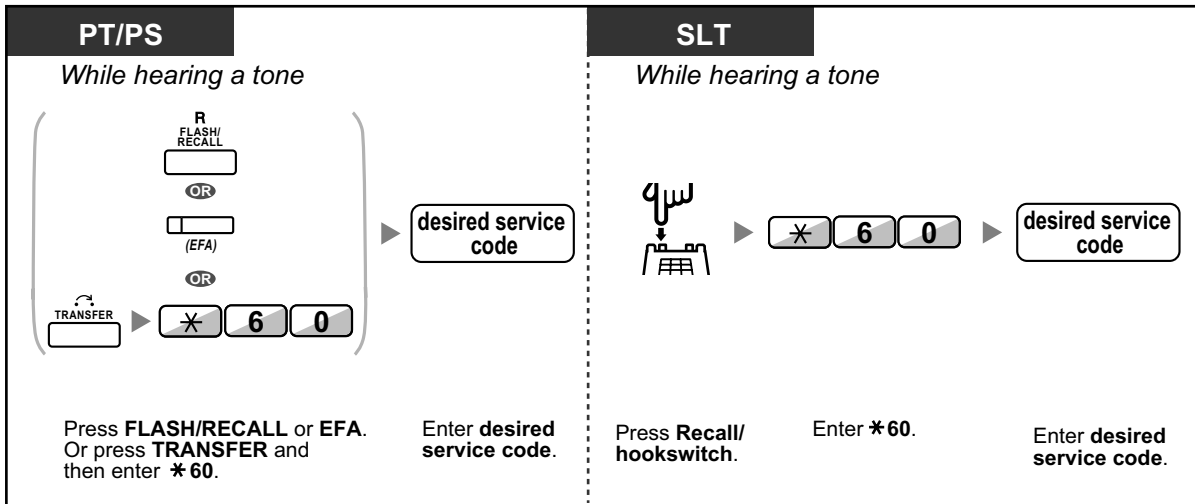 PT/PS
While hearing a tone
R
FLASH/
RECALL
OR
(EFA)
OR
TRANSFER
* 6 0
desired service
code
Press FLASH/RECALL or EFA.
Or press TRANSFER and
then enter *60.
Enter desired
service code.
SLT
While hearing a tone
* 6 0
desired service
code
Press Recall/
hookswitch.
Enter *60.
Enter desired
service code.